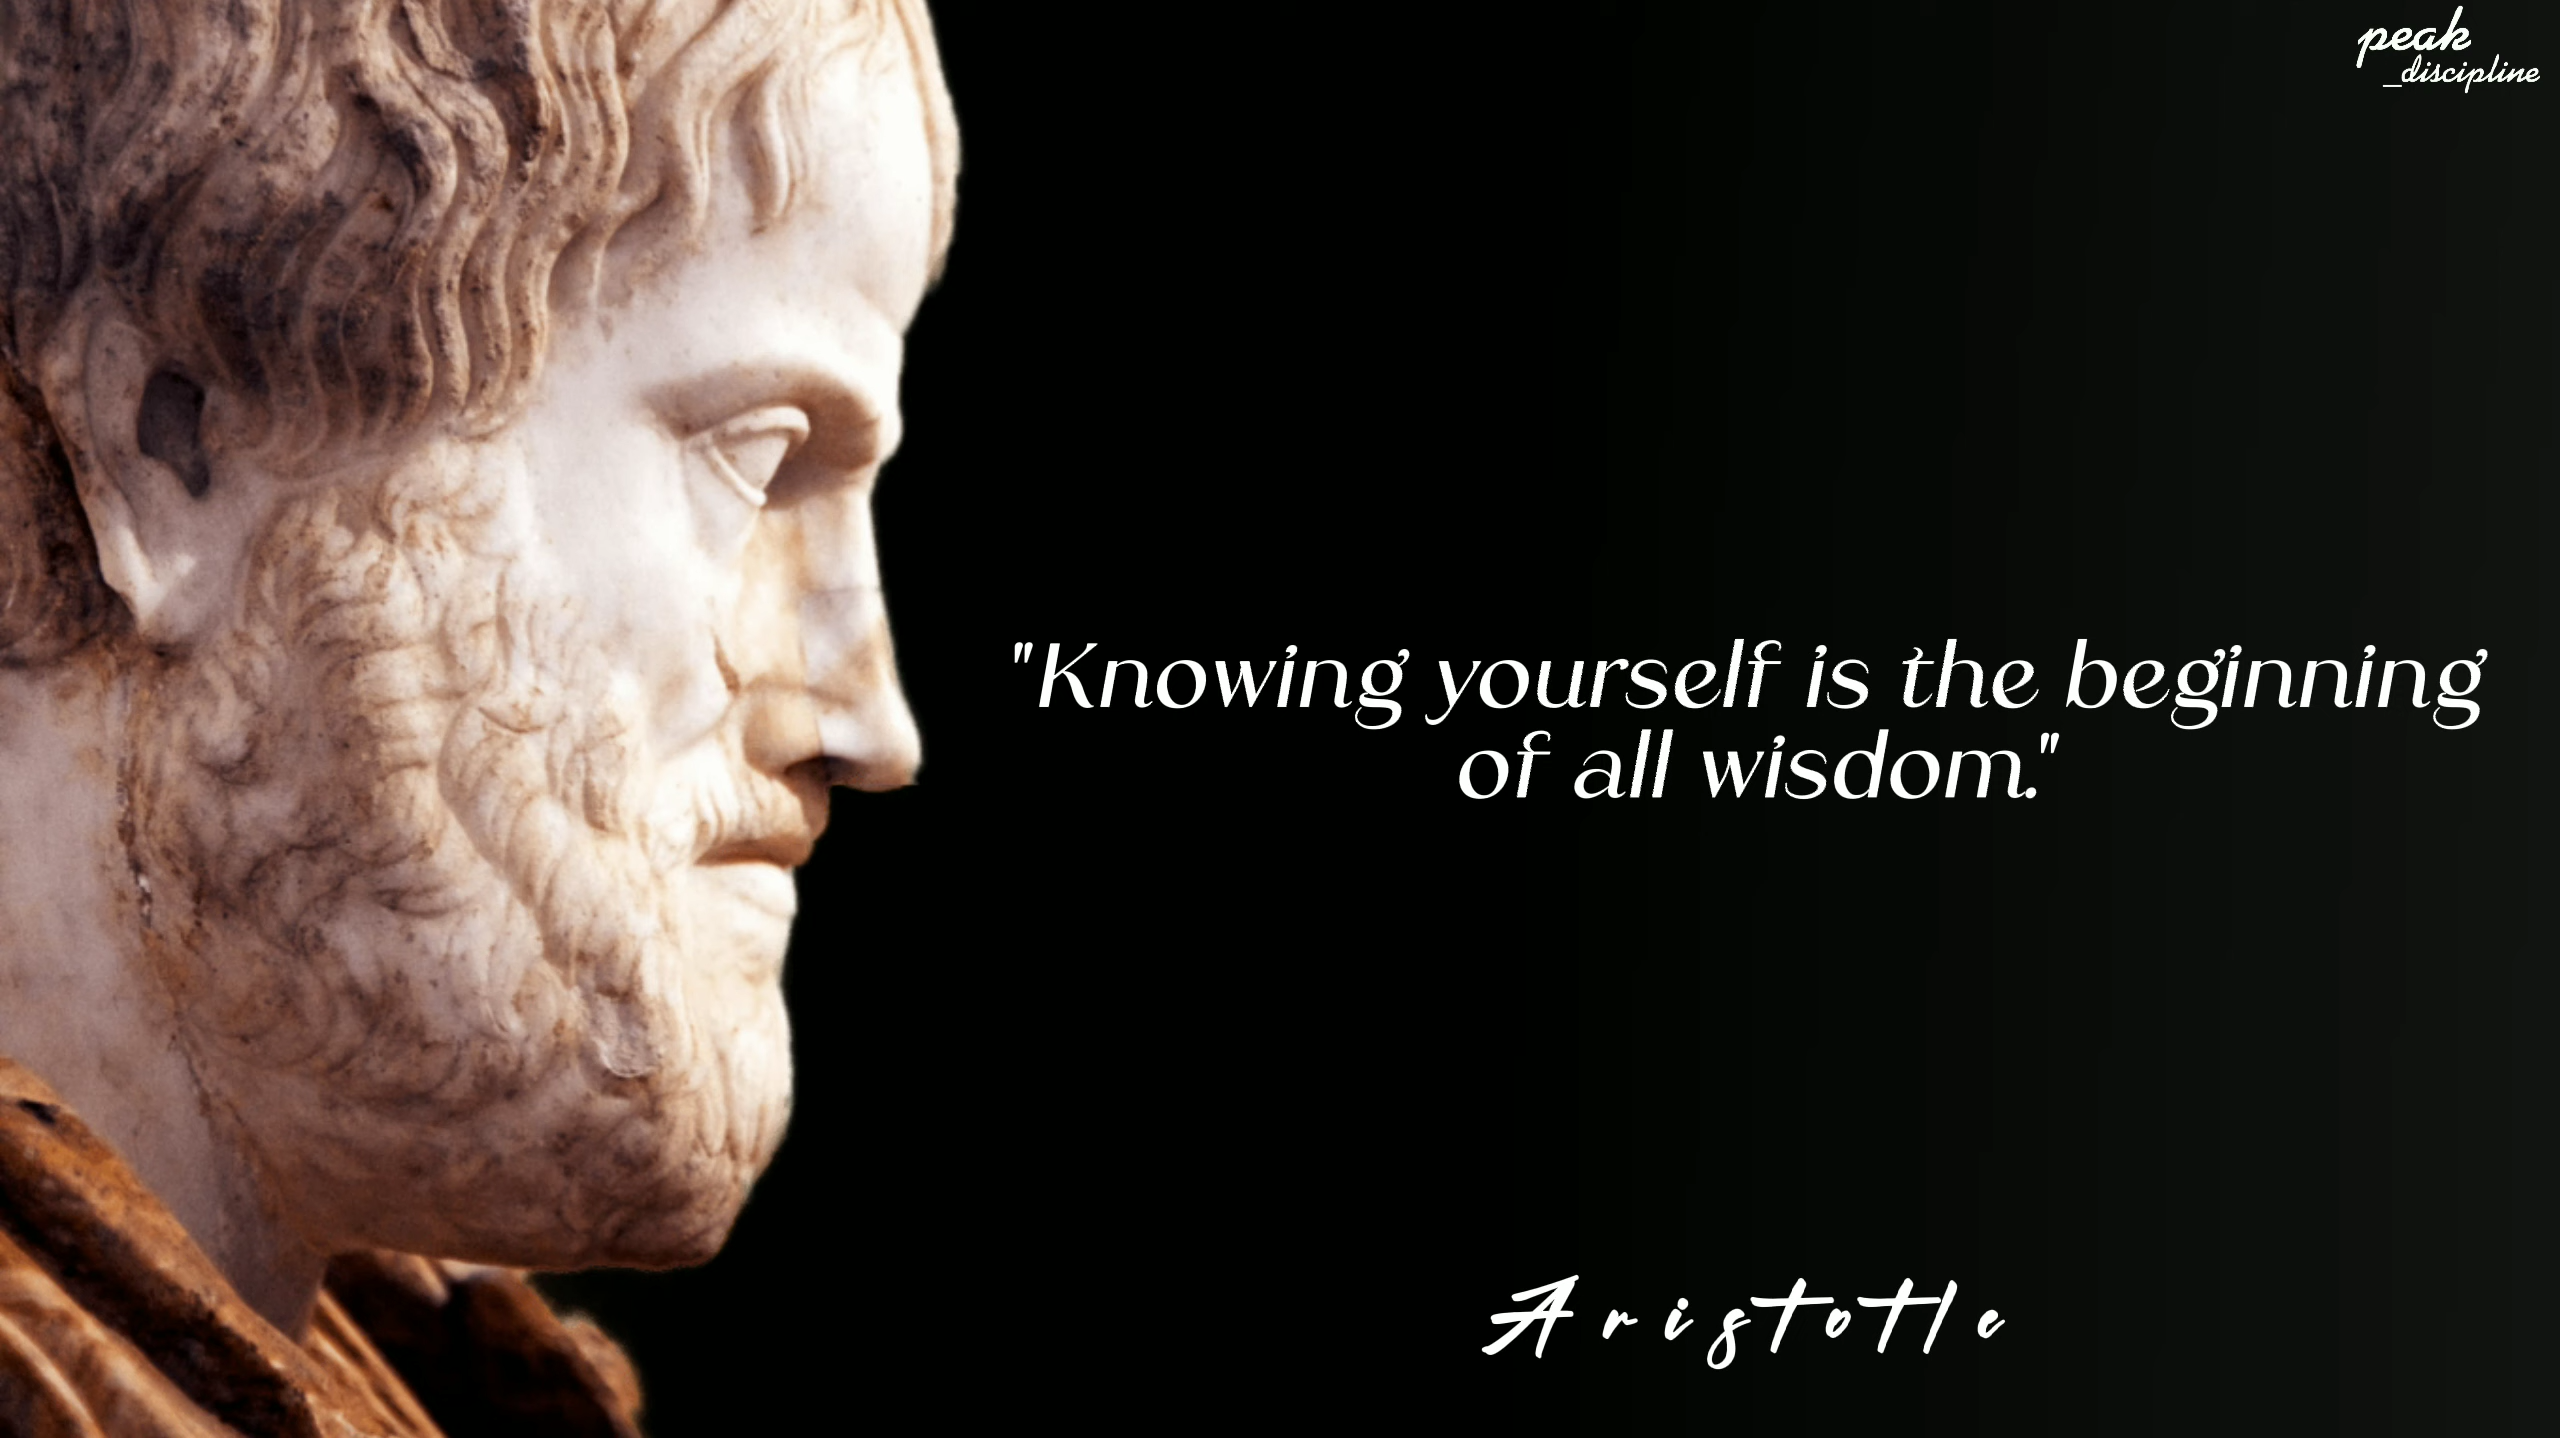 peak
_discipline
"Knowing yourself is the beginning
of all wisdom."
Aristotle